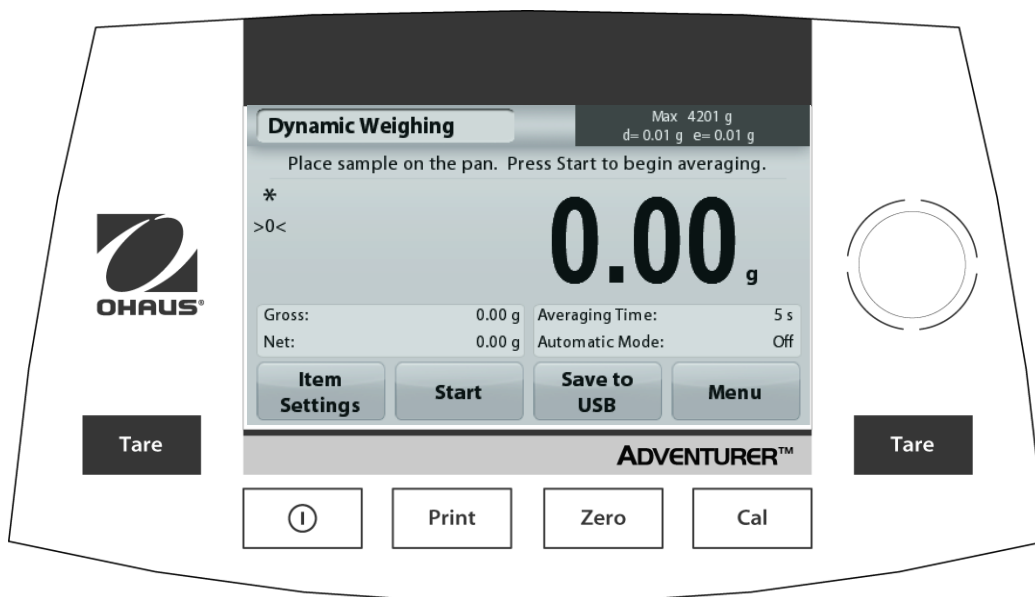 Dynamic Weighing
Max 4201 g
d= 0.01 g e= 0.01 g
Place sample on the pan. Press Start to begin averaging.
*
>0<
0.00 g
OHAUS®
Gross: 0.00 g
Net: 0.00 g
Averaging Time: 5 s
Automatic Mode: Off
Item
Settings
Start
Save to
USB
Menu
Tare
ADVENTURER™
Tare
Print
Zero
Cal